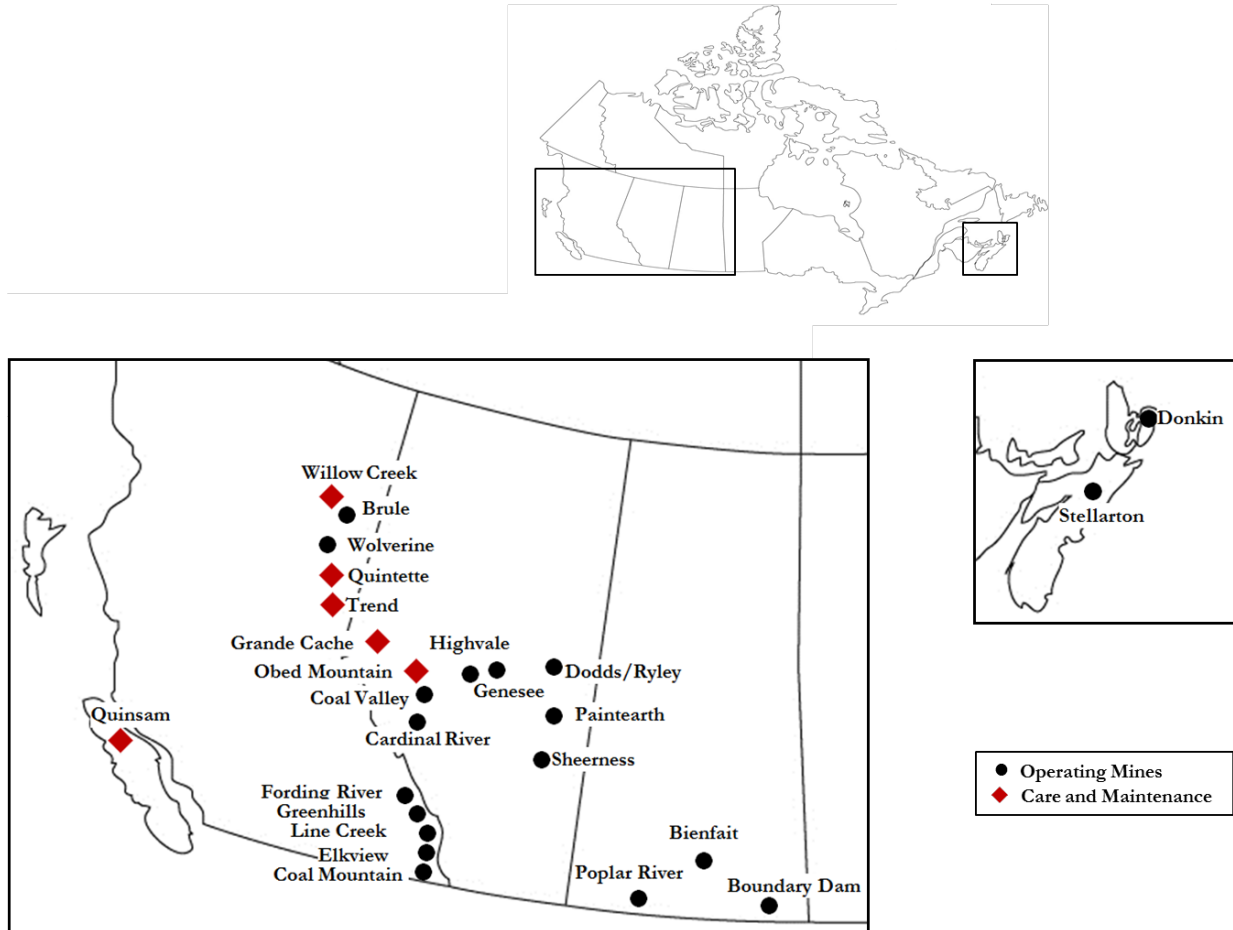 Willow Creek
Brule
Wolverine
Quintette
Trend
Grande Cache
Highvale
Obed Mountain
Genesee
Dodds/Ryley
Coal Valley
Quinsam
Paintearth
Cardinal River
Sheerness
Fording River
Greenhills
Line Creek
Elkview
Coal Mountain
Bienfait
Poplar River
Boundary Dam
Donkin
Stellarton
Operating Mines
Care and Maintenance